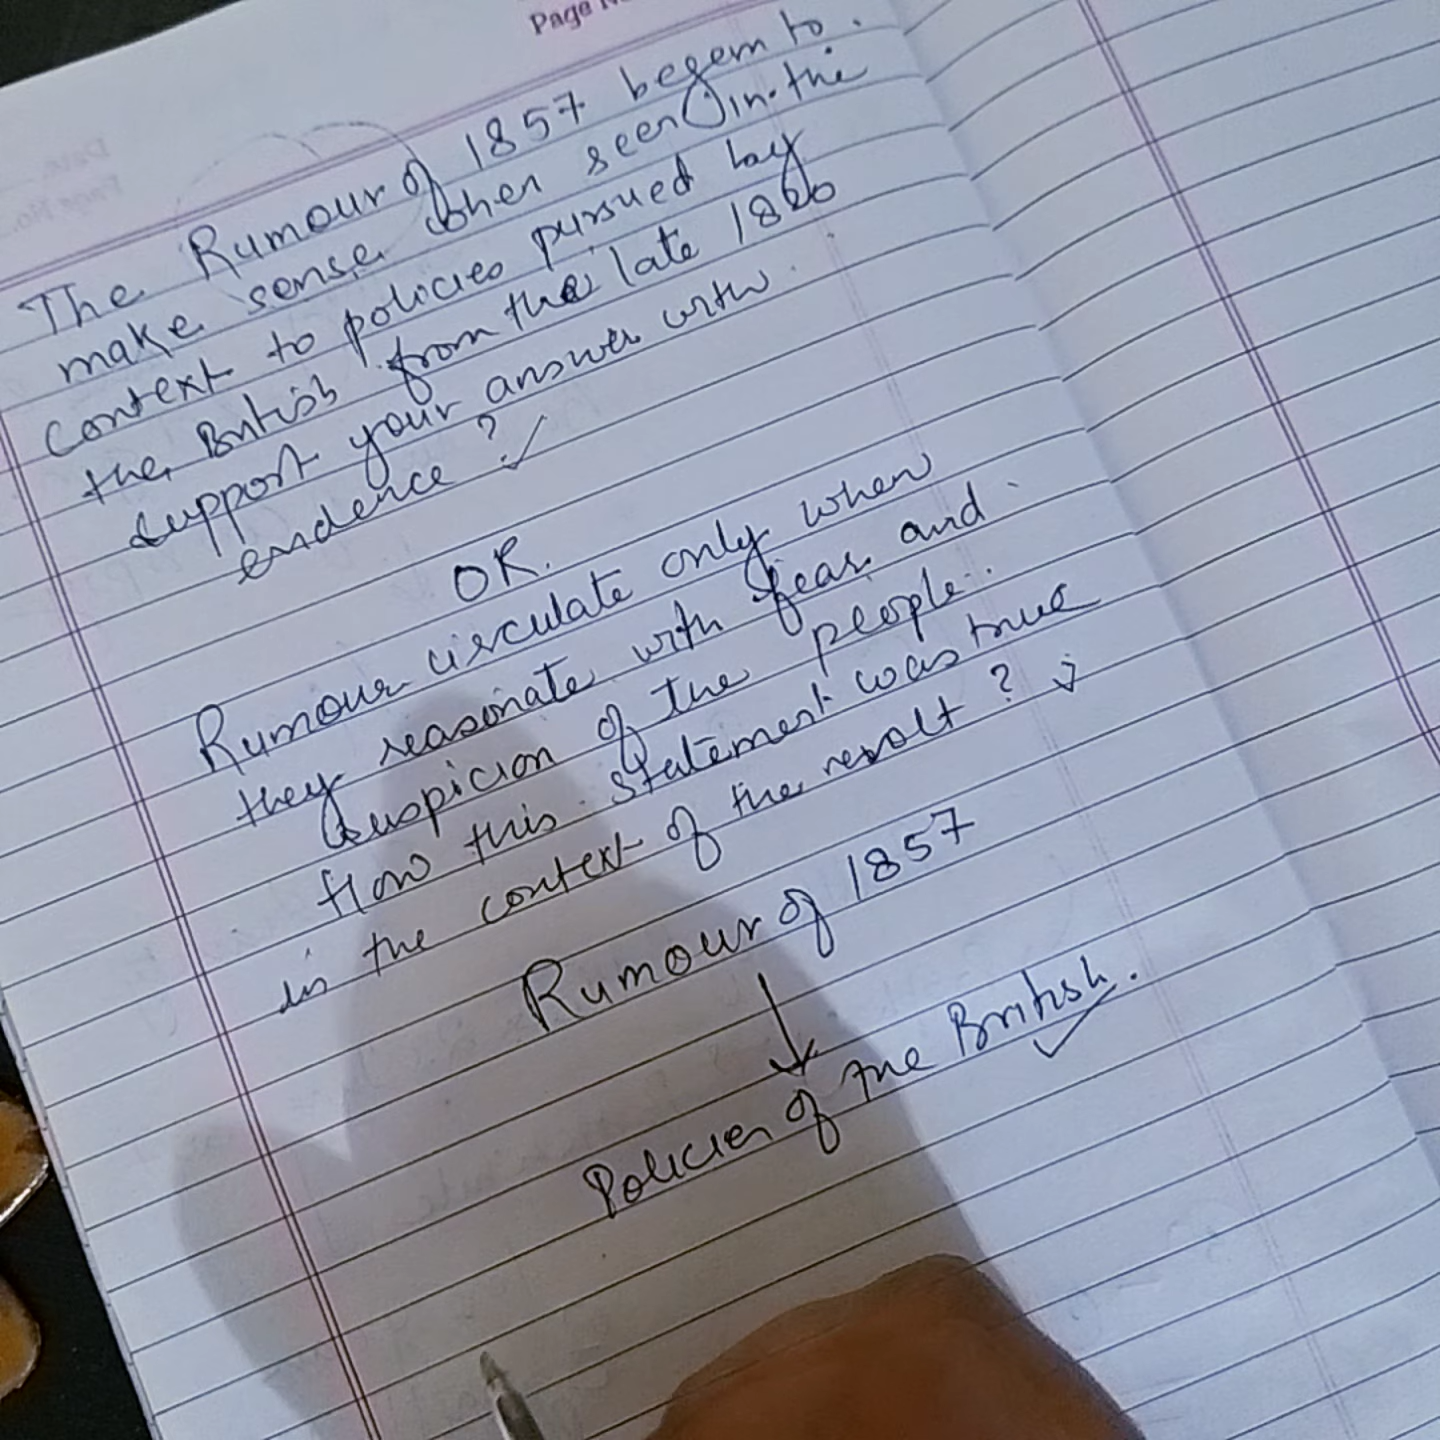 Page N
The Rumour of 1857 begem to.
make sense when seen in the
context to policies pursued by
the British from the late 1820
support your answer with
evidence ?
OR.
Rumour circulate only when
they reasonate with fear and
suspicion of the people.
How this statement was true
in the context of the revolt ?
Rumour of 1857
↓
Policies of the British.